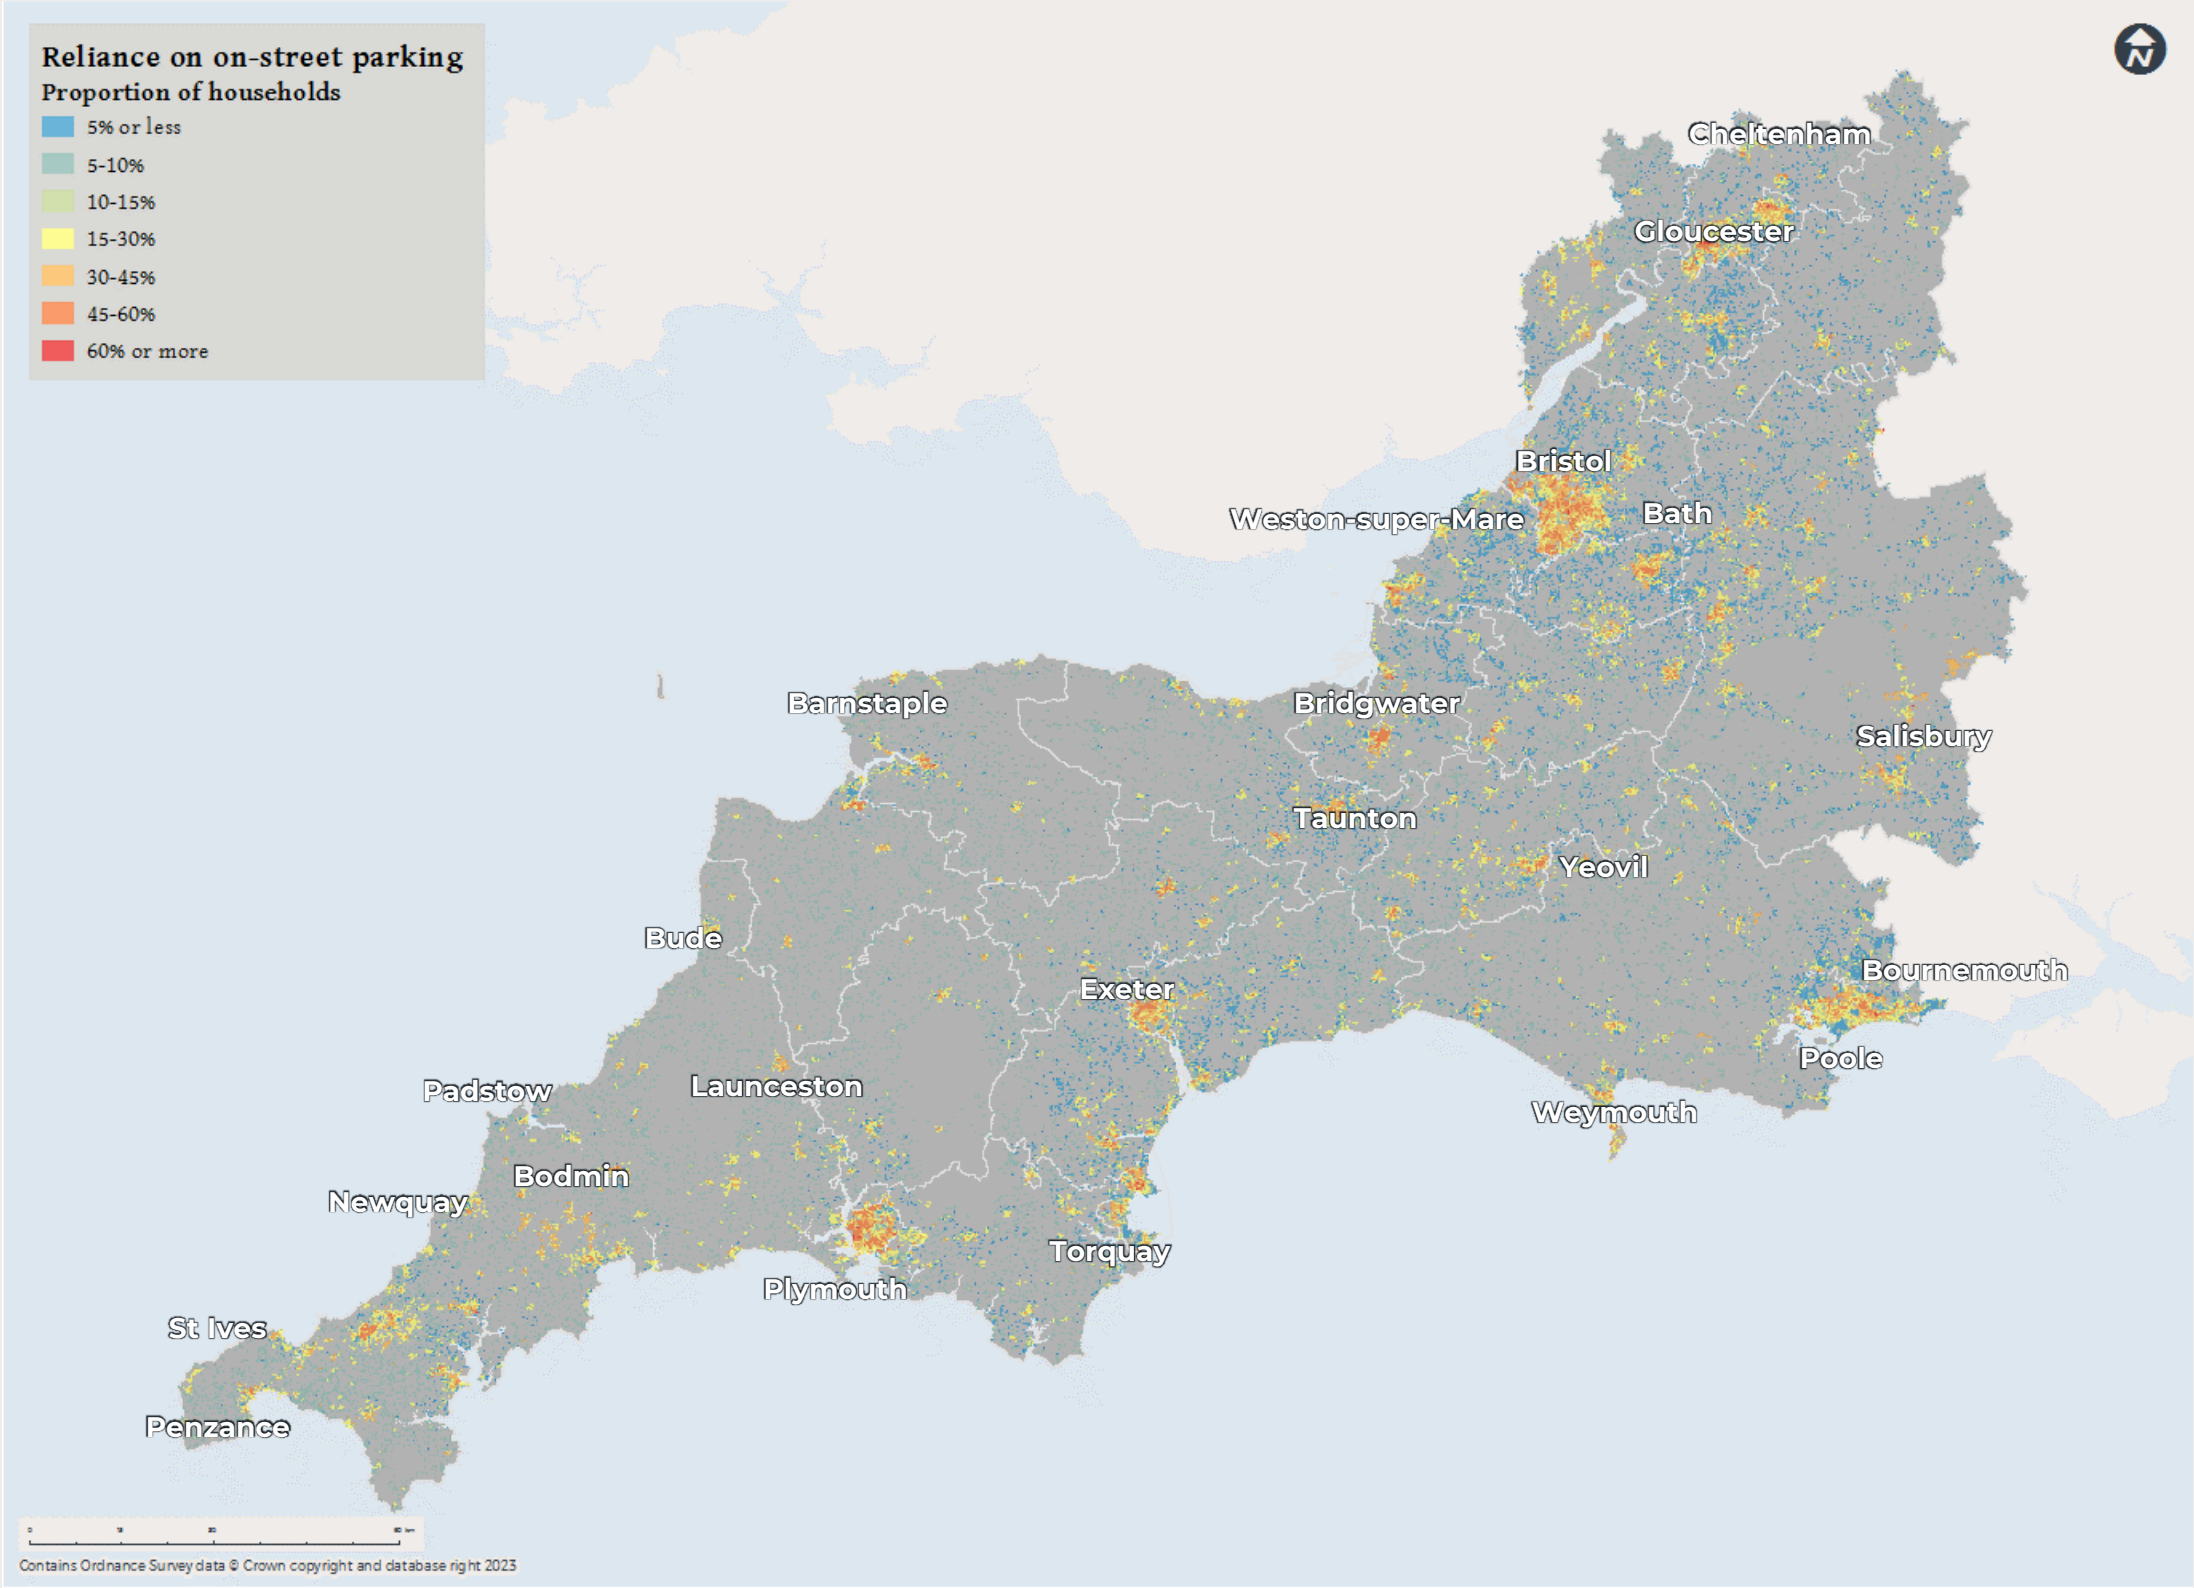 Reliance on on-street parking
Proportion of households
5% or less
5-10%
10-15%
15-30%
30-45%
45-60%
60% or more
N
Cheltenham
Gloucester
Bristol
Weston-super-Mare
Bath
Barnstaple
Bridgwater
Salisbury
Taunton
Yeovil
Bude
Bournemouth
Exeter
Poole
Launceston
Padstow
Weymouth
Bodmin
Newquay
Torquay
Plymouth
St Ives
Penzance
0
Contains Ordnance Survey data © Crown copyright and database right 2023